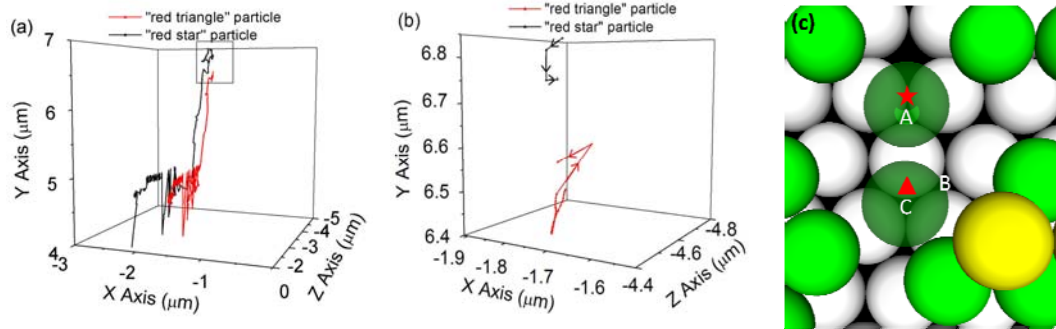 (a)
"red triangle" particle
"red star" particle
7
6
5
4
Y Axis (μm)
-3
-2
-1
0
X Axis (μm)
-5
-4
-3
-2
Z Axis (μm)
(b)
"red triangle" particle
"red star" particle
6.8
6.7
6.6
6.5
6.4
Y Axis (μm)
-1.9
-1.8
-1.7
-1.6
X Axis (μm)
-4.8
-4.6
-4.4
Z Axis (μm)
(c)
A
B
C